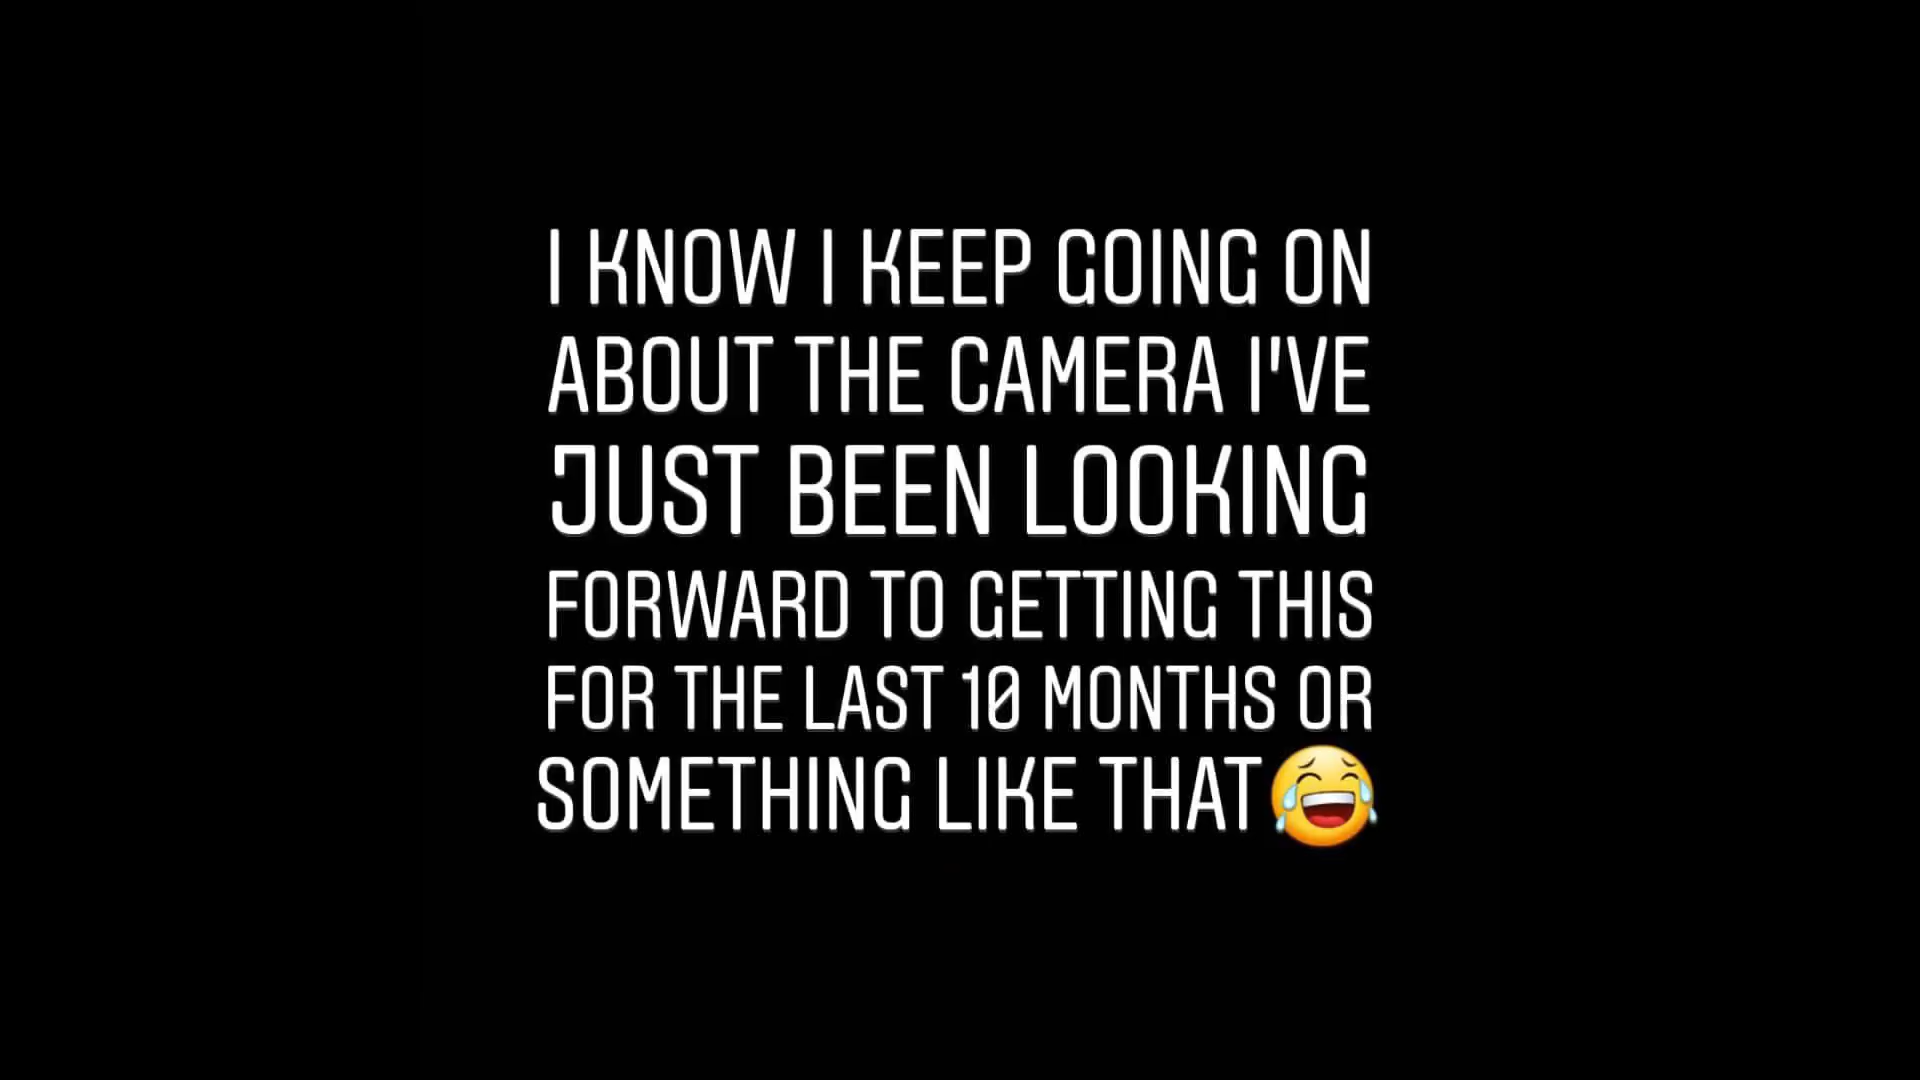 I KNOW I KEEP GOING ON
ABOUT THE CAMERA I'VE
JUST BEEN LOOKING
FORWARD TO GETTING THIS
FOR THE LAST 10 MONTHS OR
SOMETHING LIKE THAT😂